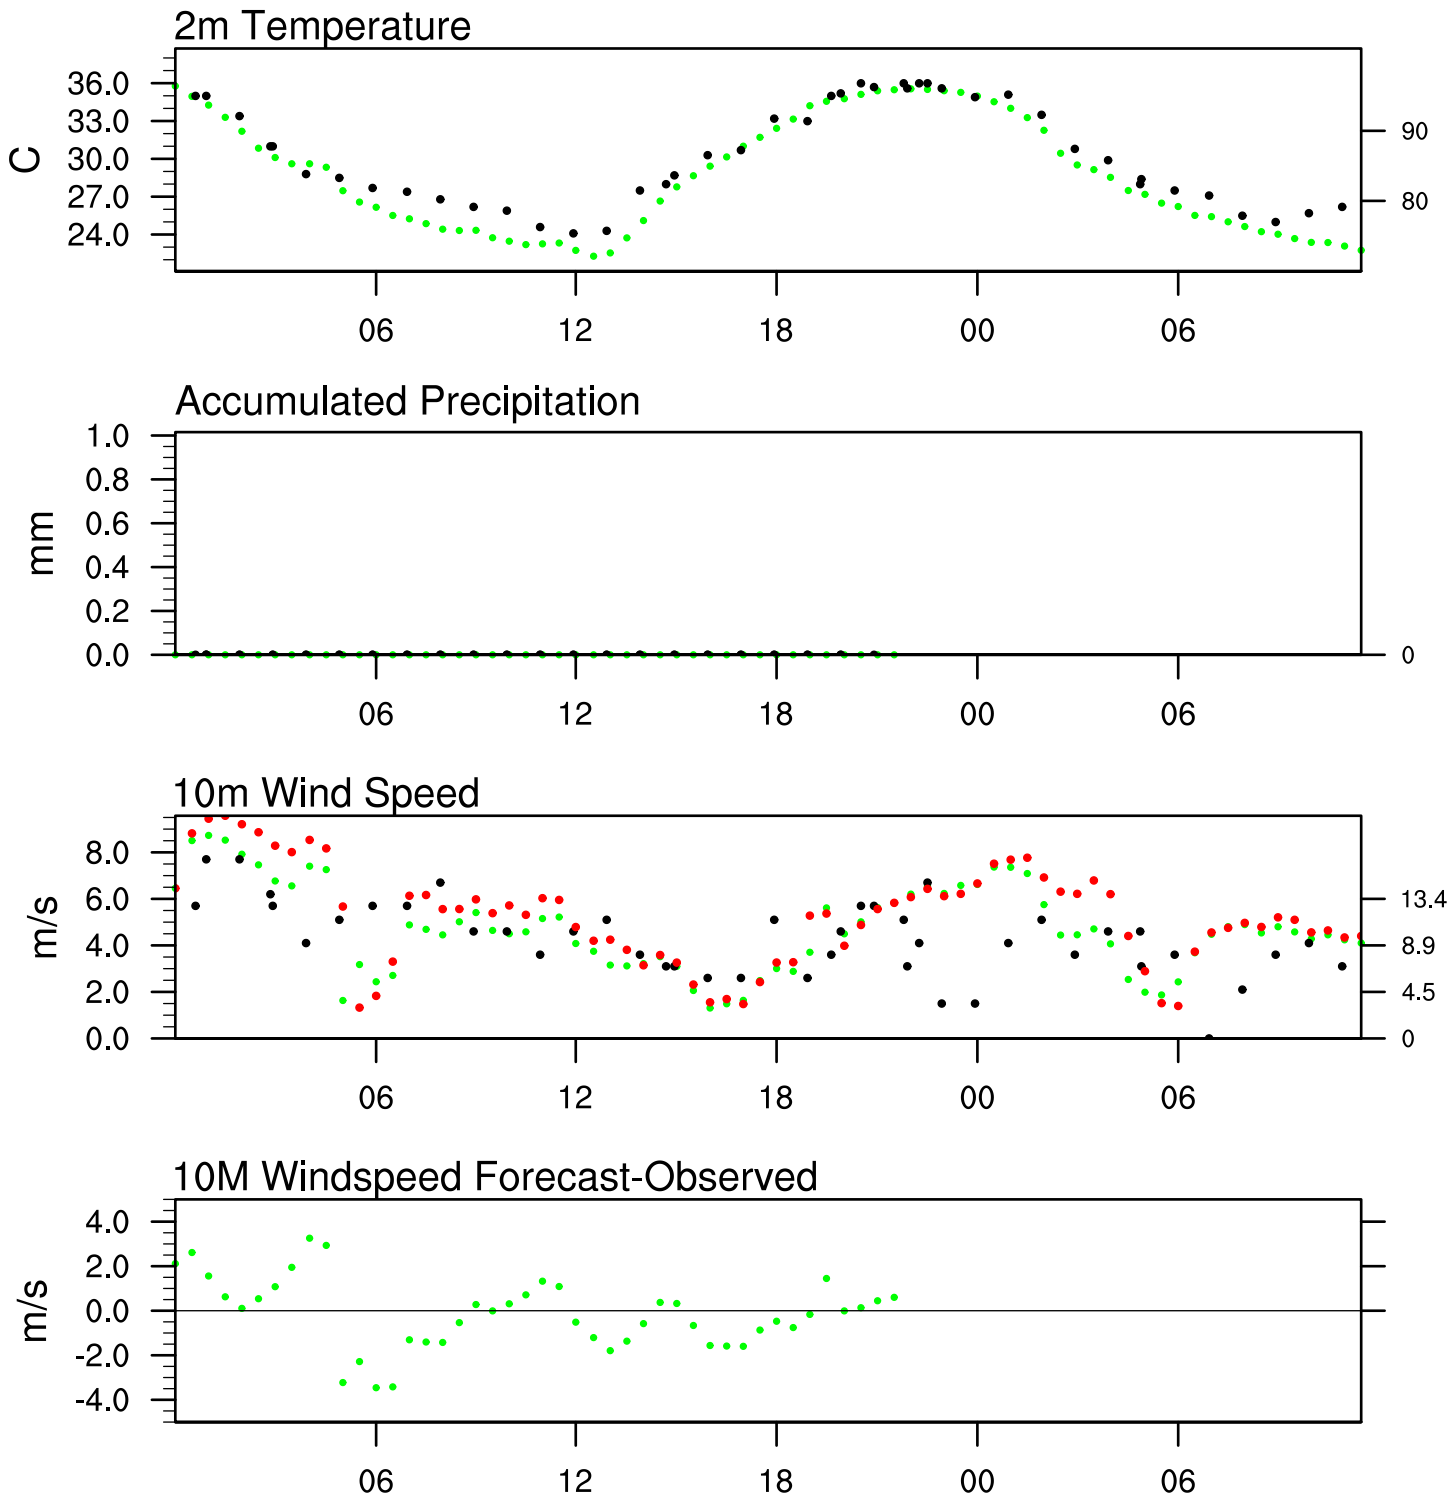 2m Temperature
36.0
33.0
30.0
27.0
24.0
C
90
80
06 12 18 00 06
Accumulated Precipitation
1.0
0.8
0.6
0.4
0.2
0.0
mm
0
06 12 18 00 06
10m Wind Speed
8.0
6.0
4.0
2.0
0.0
m/s
13.4
8.9
4.5
0
06 12 18 00 06
10M Windspeed Forecast-Observed
4.0
2.0
0.0
-2.0
-4.0
m/s
06 12 18 00 06